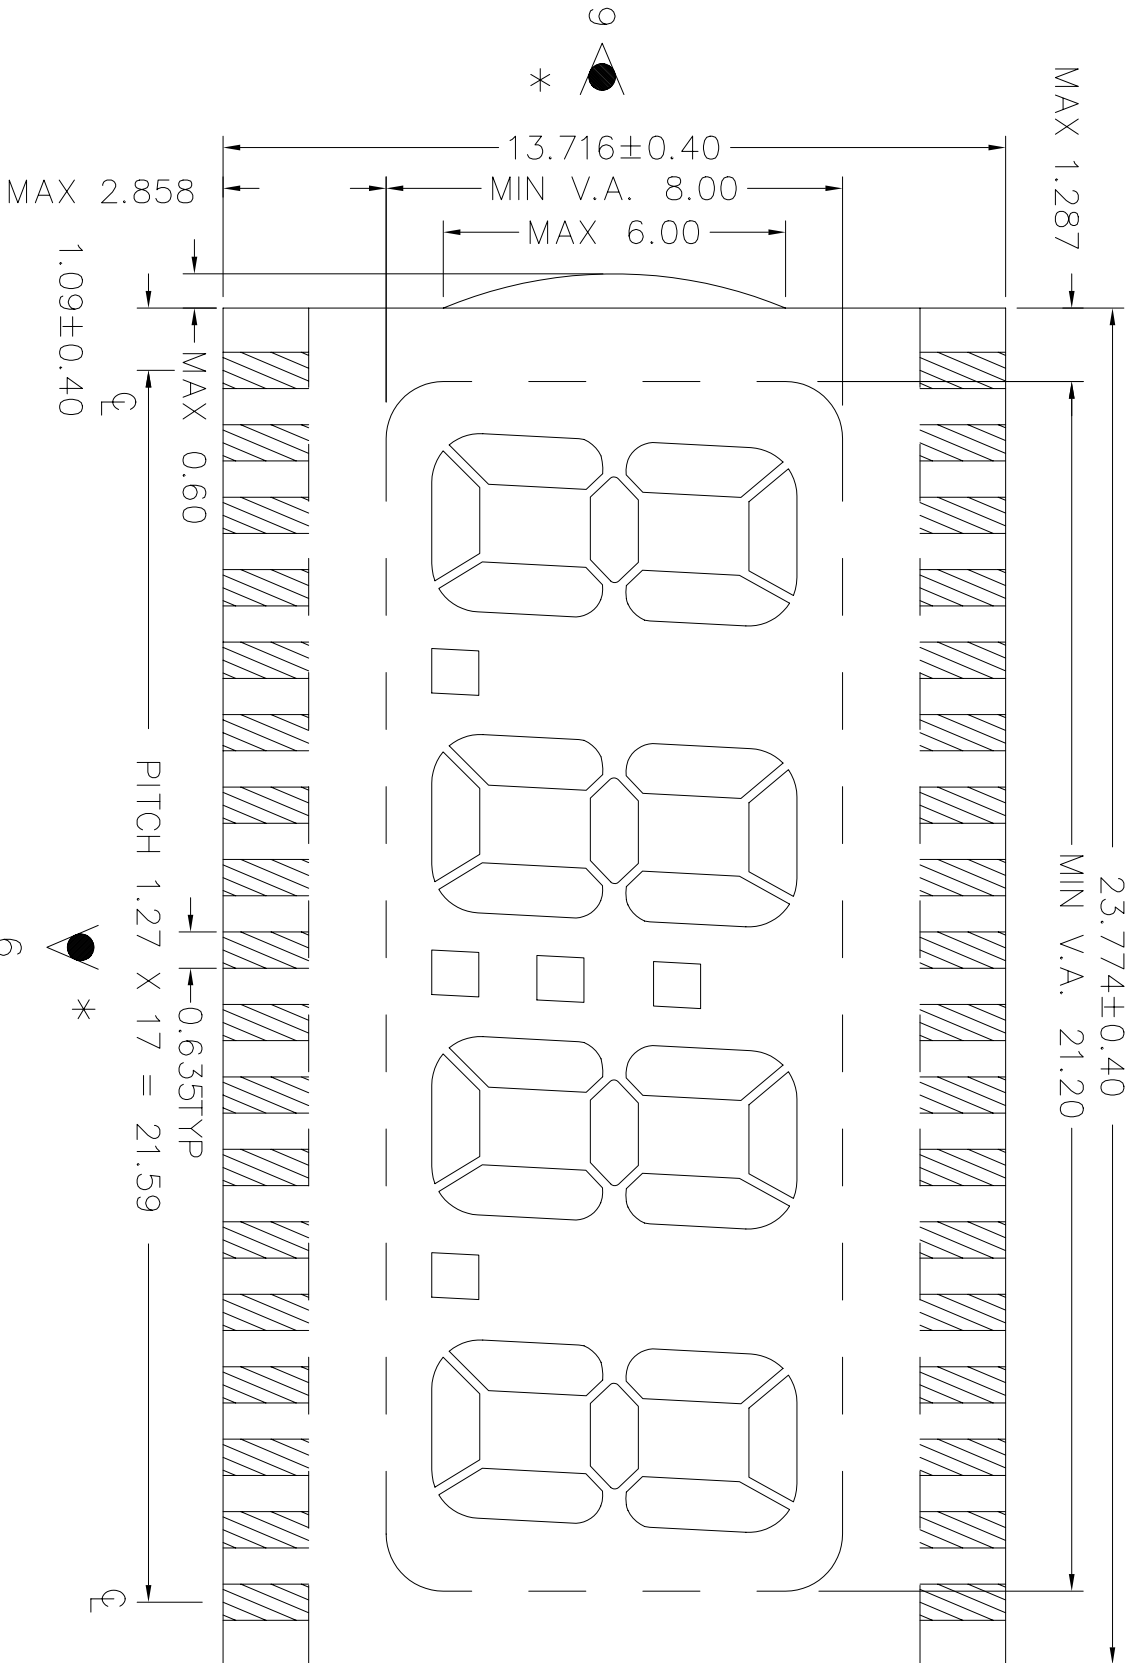 23.774±0.40
MAX 1.287
MIN V.A. 21.20
13.716±0.40
MIN V.A. 8.00
MAX 6.00
MAX 2.858
9
*
MAX 0.60
0.635TYP
PITCH 1.27 X 17 = 21.59
1.09±0.40
℄
℄
*
6